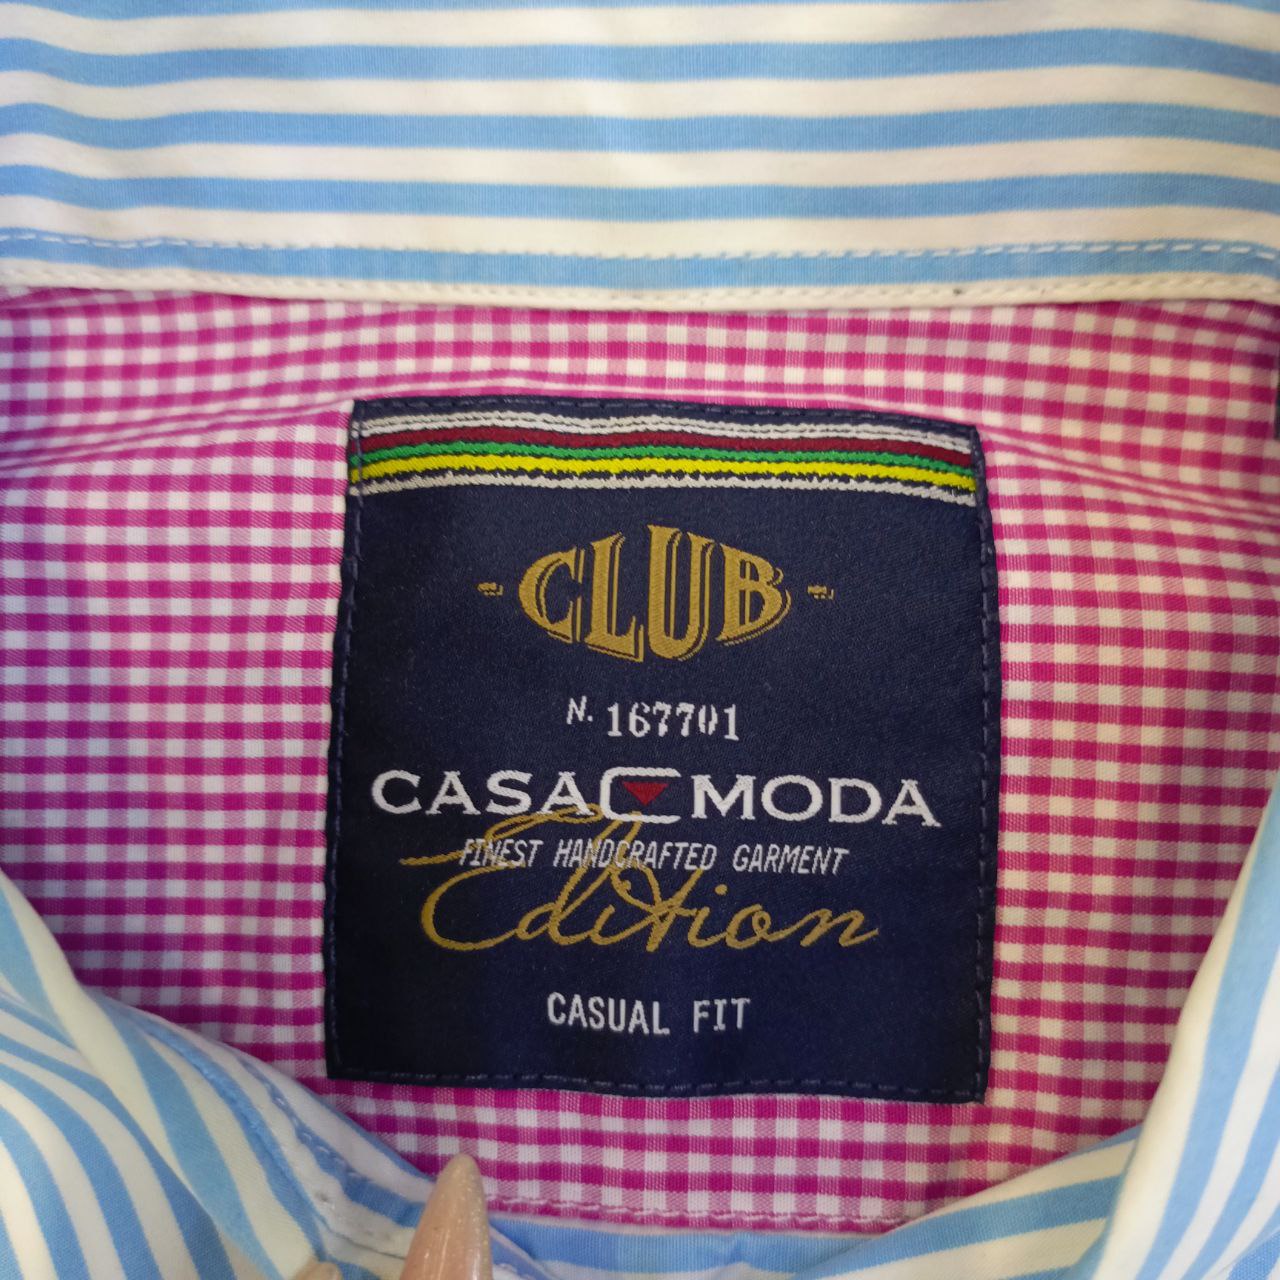 - CLUB -
N. 167701
CASA MODA
FINEST HANDCRAFTED GARMENT
Edition
CASUAL FIT